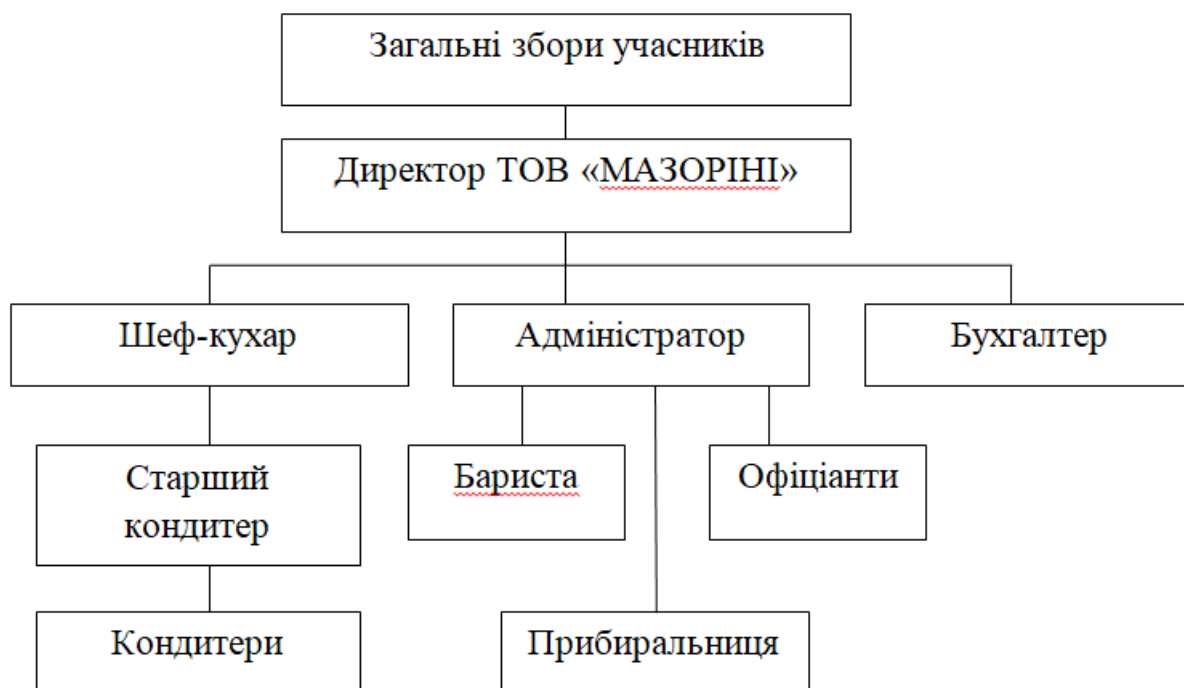 Загальні збори учасників
Директор ТОВ «МАЗОРІНІ»
Шеф-кухар
Адміністратор
Бухгалтер
Старший
кондитер
Бариста
Офіціанти
Кондитери
Прибиральниця